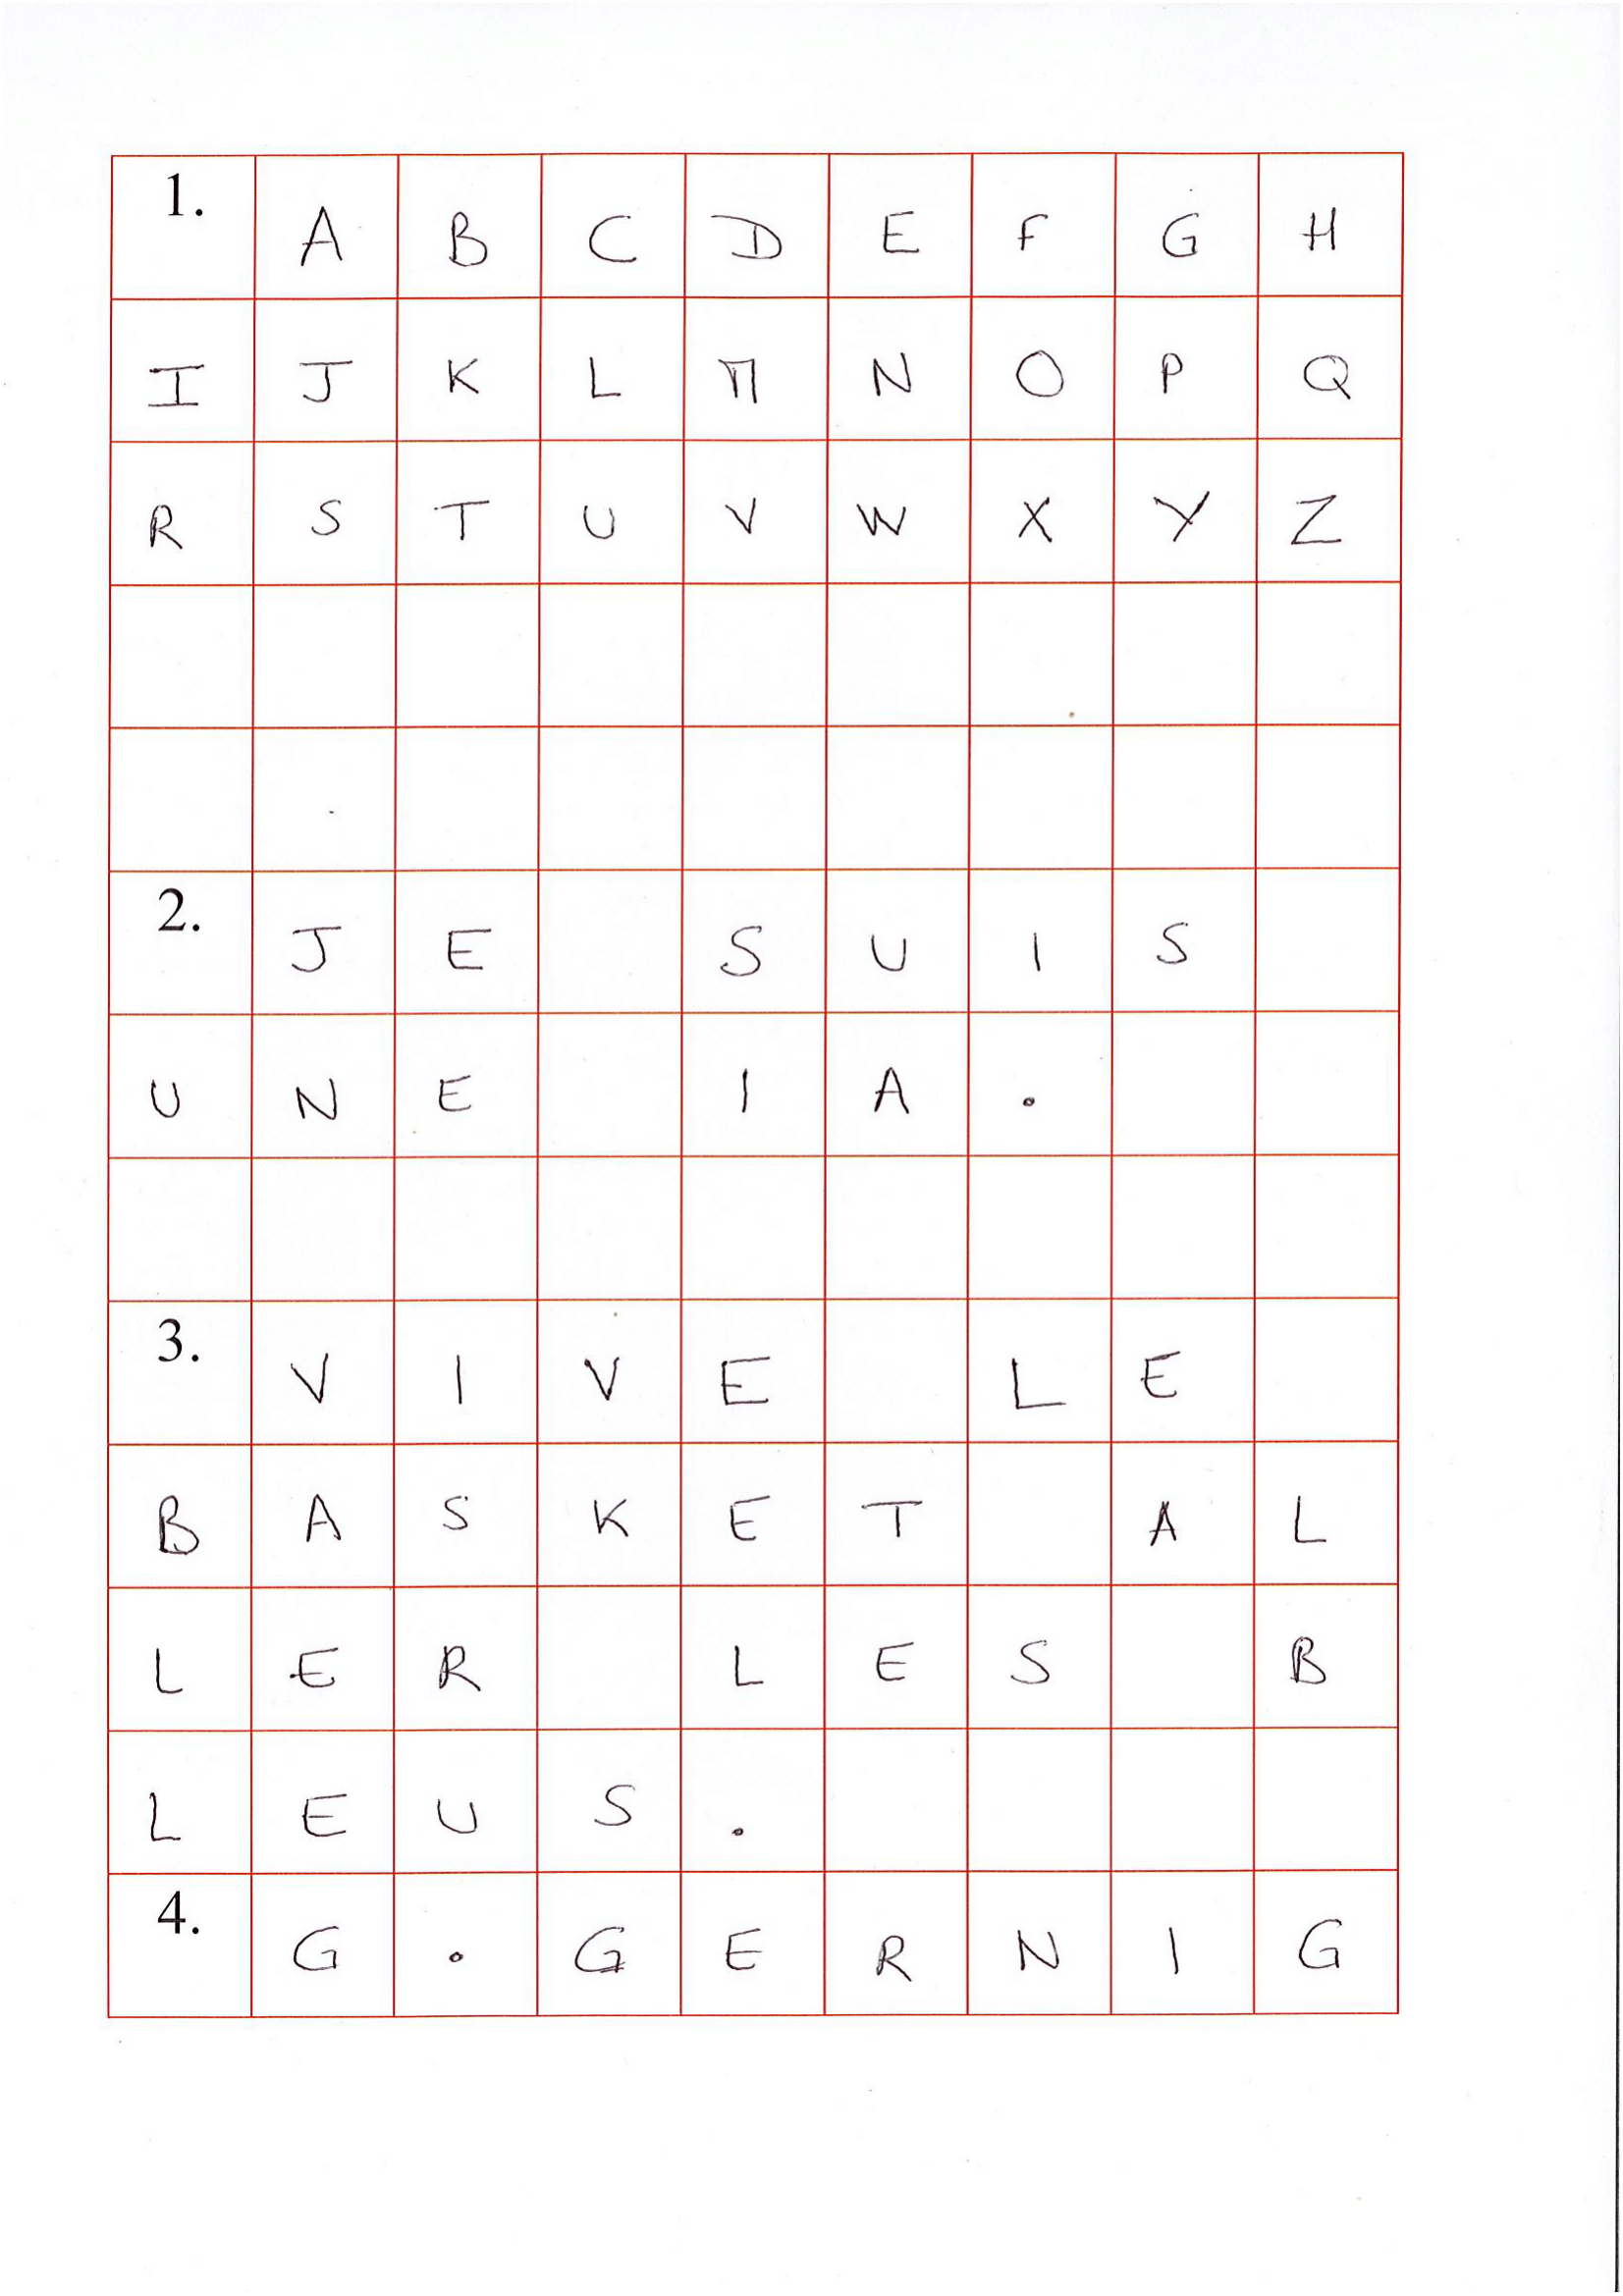 1. A B C D E F G H
I J K L M N O P Q
R S T U V W X Y Z
2. J E   S U I S
U N E   I A .
3. V I V E   L E
B A S K E T   A L
L E R   L E S   B
L E U S .
4. G . G E R N I G